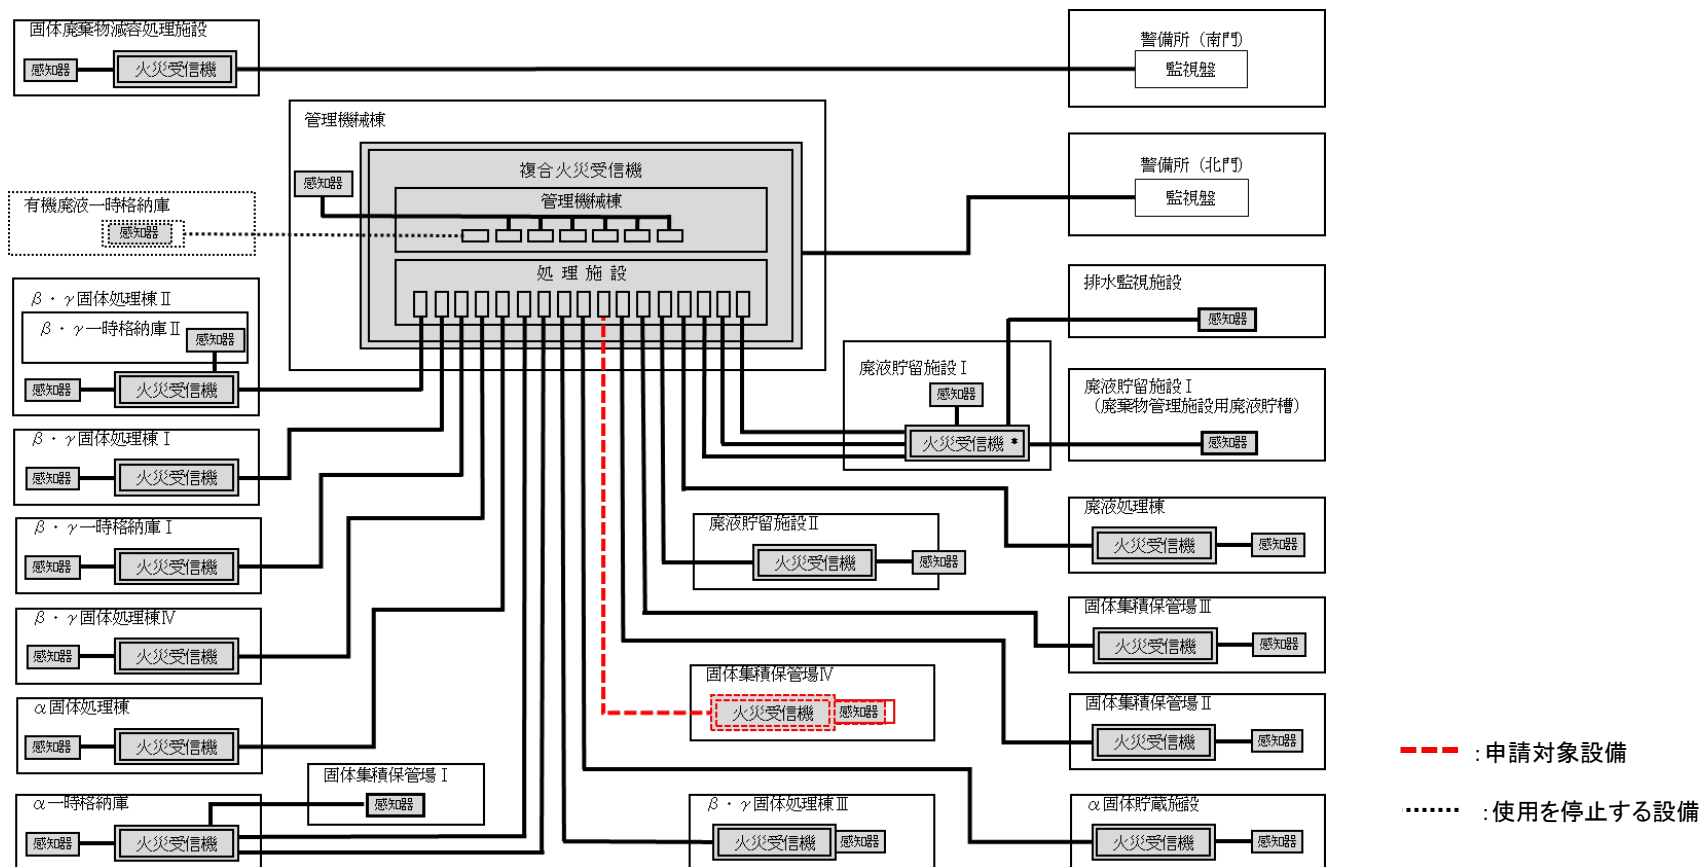 固体廃棄物減容処理施設
感知器
火災受信機
警備所（南門）
監視盤
管理機械棟
複合火災受信機
感知器
管理機械棟
処理施設
警備所（北門）
監視盤
有機廃液一時格納庫
感知器
β・γ固体処理棟Ⅱ
β・γ一時格納庫Ⅱ
感知器
感知器
火災受信機
排水監視施設
感知器
廃液貯留施設Ⅰ
感知器
火災受信機 *
廃液貯留施設Ⅰ
（廃棄物管理施設用廃液貯槽）
感知器
β・γ固体処理棟Ⅰ
感知器
火災受信機
β・γ一時格納庫Ⅰ
感知器
火災受信機
廃液貯留施設Ⅱ
火災受信機
感知器
廃液処理棟
火災受信機
感知器
β・γ固体処理棟Ⅳ
感知器
火災受信機
固体集積保管場Ⅲ
火災受信機
感知器
固体集積保管場Ⅳ
火災受信機
感知器
α固体処理棟
感知器
火災受信機
固体集積保管場Ⅱ
火災受信機
感知器
固体集積保管場Ⅰ
感知器
α一時格納庫
感知器
火災受信機
β・γ固体処理棟Ⅲ
火災受信機
感知器
α固体貯蔵施設
火災受信機
感知器
：申請対象設備
：使用を停止する設備